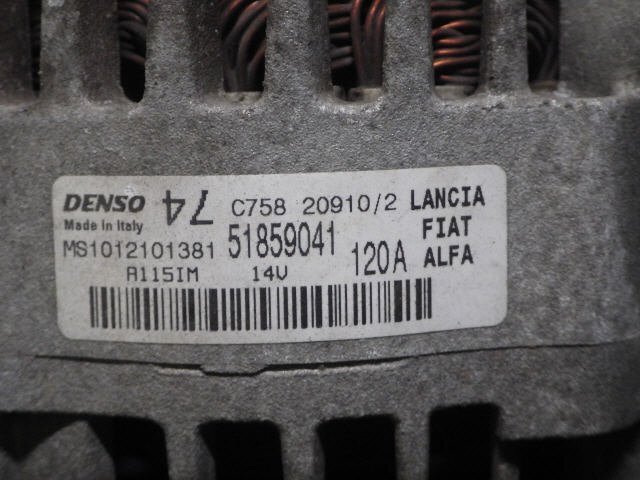 DENSO 74 C758 20910/2 LANCIA
Made in Italy FIAT
MS1012101381 51859041 120A ALFA
A115IM 14V